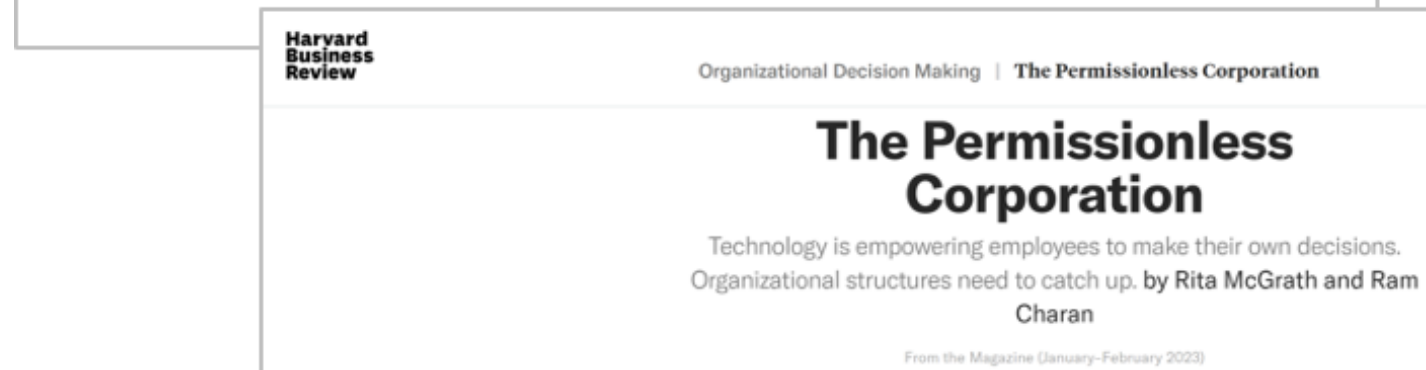 Harvard
Business
Review
Organizational Decision Making | The Permissionless Corporation
The Permissionless
Corporation
Technology is empowering employees to make their own decisions.
Organizational structures need to catch up. by Rita McGrath and Ram
Charan
From the Magazine (January–February 2023)